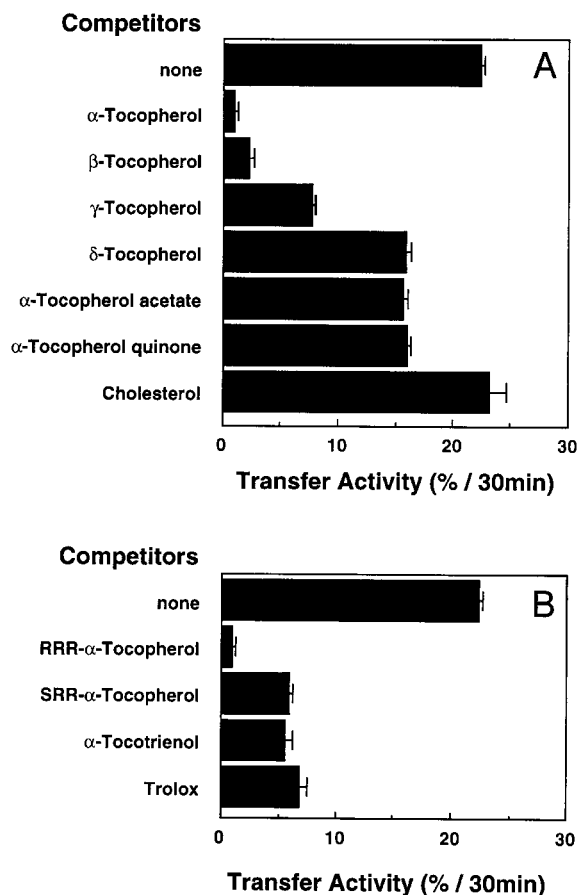 Competitors
A
none
α-Tocopherol
β-Tocopherol
γ-Tocopherol
δ-Tocopherol
α-Tocopherol acetate
α-Tocopherol quinone
Cholesterol
0 10 20 30
Transfer Activity (% / 30min)
Competitors
B
none
RRR-α-Tocopherol
SRR-α-Tocopherol
α-Tocotrienol
Trolox
0 10 20 30
Transfer Activity (% / 30min)